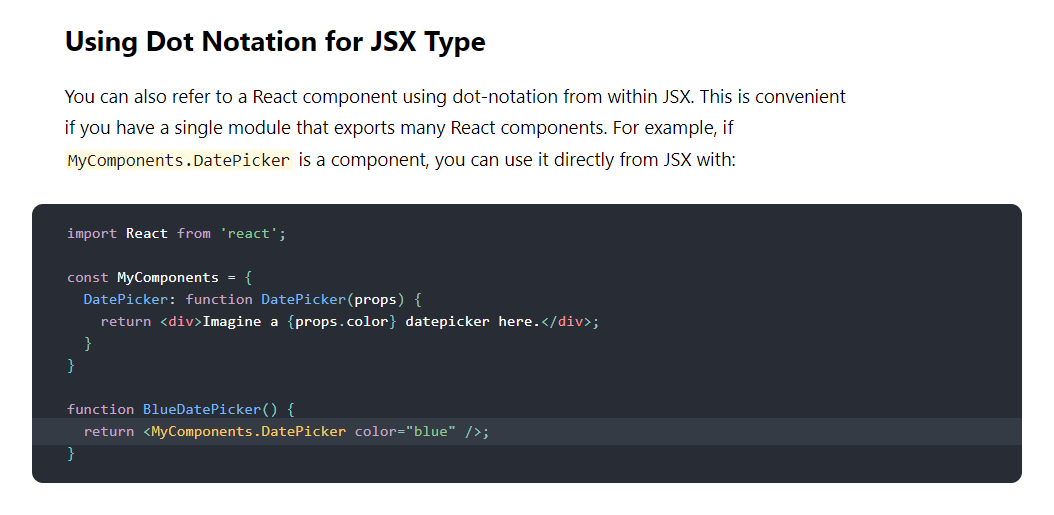 Using Dot Notation for JSX Type
You can also refer to a React component using dot-notation from within JSX. This is convenient
if you have a single module that exports many React components. For example, if
MyComponents.DatePicker is a component, you can use it directly from JSX with:
import React from 'react';
const MyComponents = {
  DatePicker: function DatePicker(props) {
    return <div>Imagine a {props.color} datepicker here.</div>;
  }
}
function BlueDatePicker() {
  return <MyComponents.DatePicker color="blue" />;
}